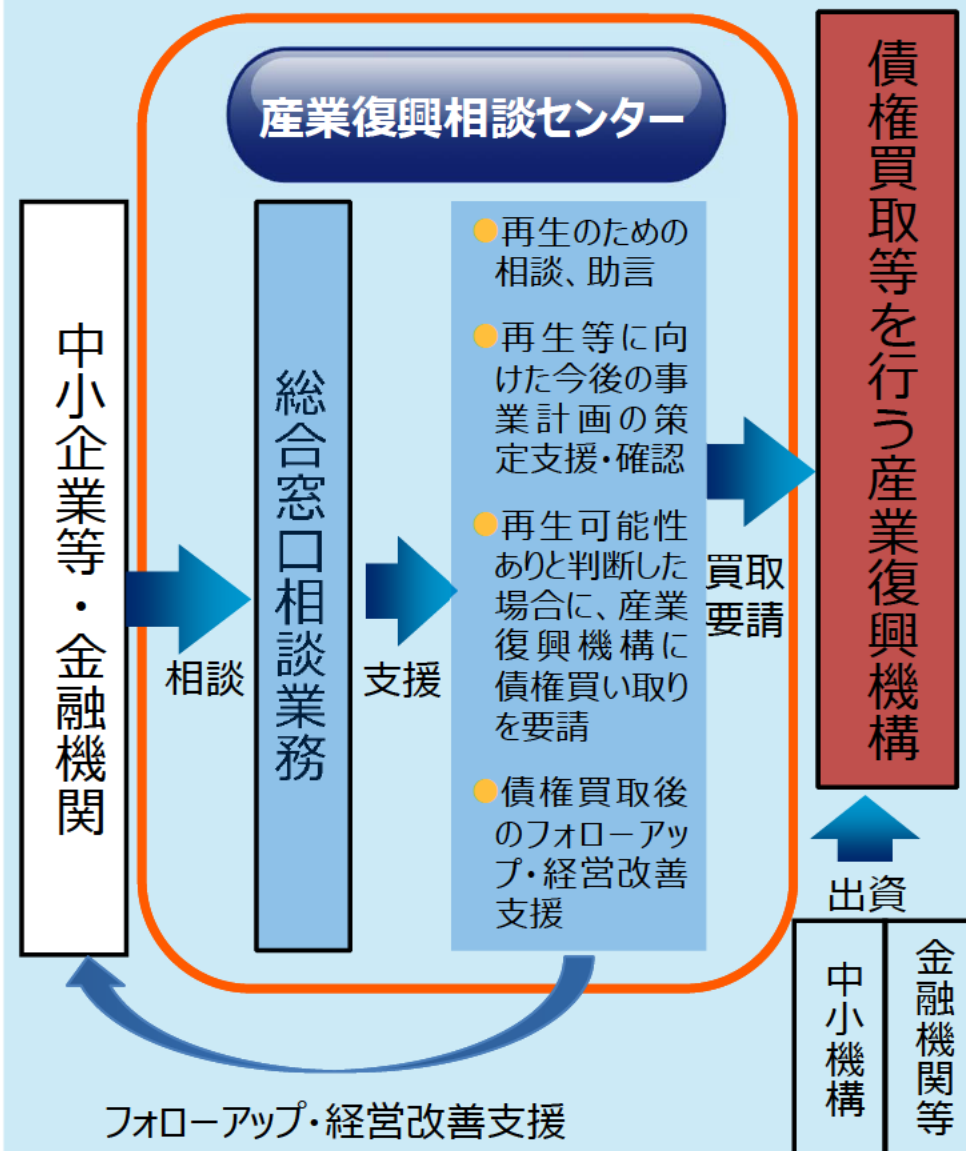 産業復興相談センター
中小企業等・金融機関
相談
総合窓口相談業務
支援
●再生のための
相談、助言
●再生等に向
けた今後の事
業計画の策
定支援・確認
●再生可能性
ありと判断した
場合に、産業
復興機構に
債権買い取り
を要請
●債権買取後
のフォローアッ
プ・経営改善
支援
買取
要請
債権買取等を行う産業復興機構
出資
中小機構
金融機関等
フォローアップ・経営改善支援